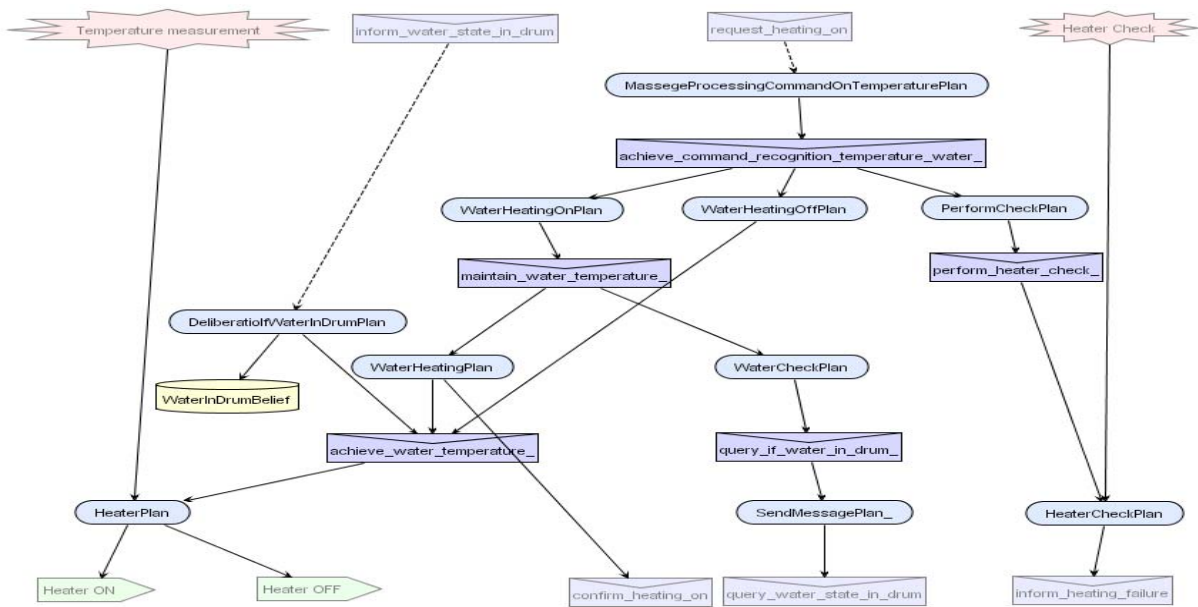 Temperature measurement
inform_water_state_in_drum
request_heating_on
Heater Check
MassegeProcessingCommandOnTemperaturePlan
achieve_command_recognition_temperature_water_
WaterHeatingOnPlan
WaterHeatingOffPlan
PerformCheckPlan
maintain_water_temperature_
perform_heater_check_
DeliberatioIfWaterInDrumPlan
WaterHeatingPlan
WaterCheckPlan
WaterInDrumBelief
achieve_water_temperature_
query_if_water_in_drum_
HeaterPlan
SendMessagePlan_
HeaterCheckPlan
Heater ON
Heater OFF
confirm_heating_on
query_water_state_in_drum
inform_heating_failure